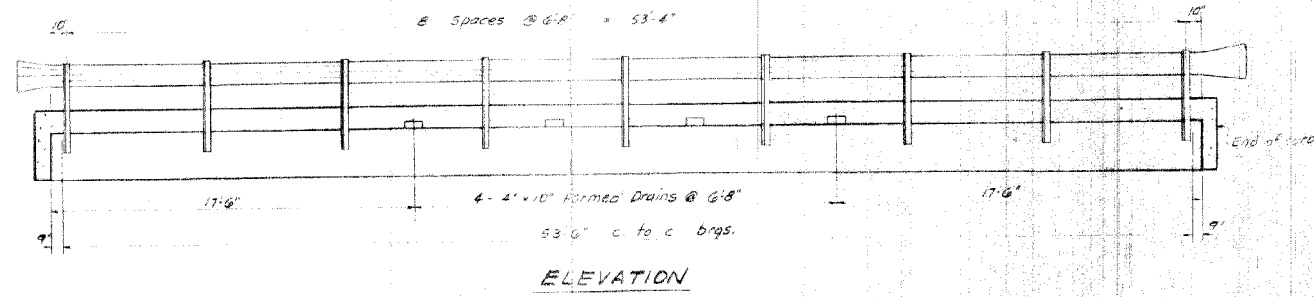 8 Spaces @ 6'-8" = 53'-4"
10" 10"
End of curb
17'-6" 4 - 4" x 10" Formed Drains @ 6'-8" 17'-6"
9" 53'-6" c. to c brgs. 9"
ELEVATION